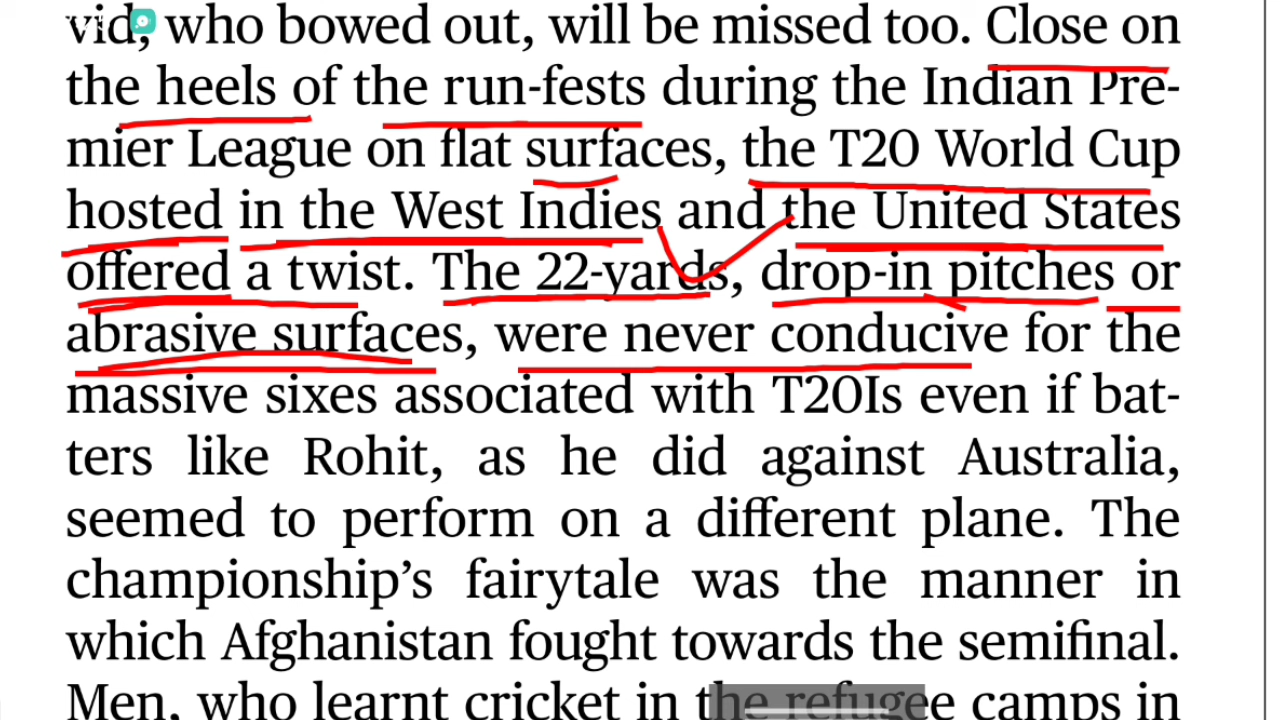 vid, who bowed out, will be missed too. Close on
the heels of the run-fests during the Indian Pre-
mier League on flat surfaces, the T20 World Cup
hosted in the West Indies and the United States
offered a twist. The 22-yards, drop-in pitches or
abrasive surfaces, were never conducive for the
massive sixes associated with T20Is even if bat-
ters like Rohit, as he did against Australia,
seemed to perform on a different plane. The
championship’s fairytale was the manner in
which Afghanistan fought towards the semifinal.
Men, who learnt cricket in the refugee camps in